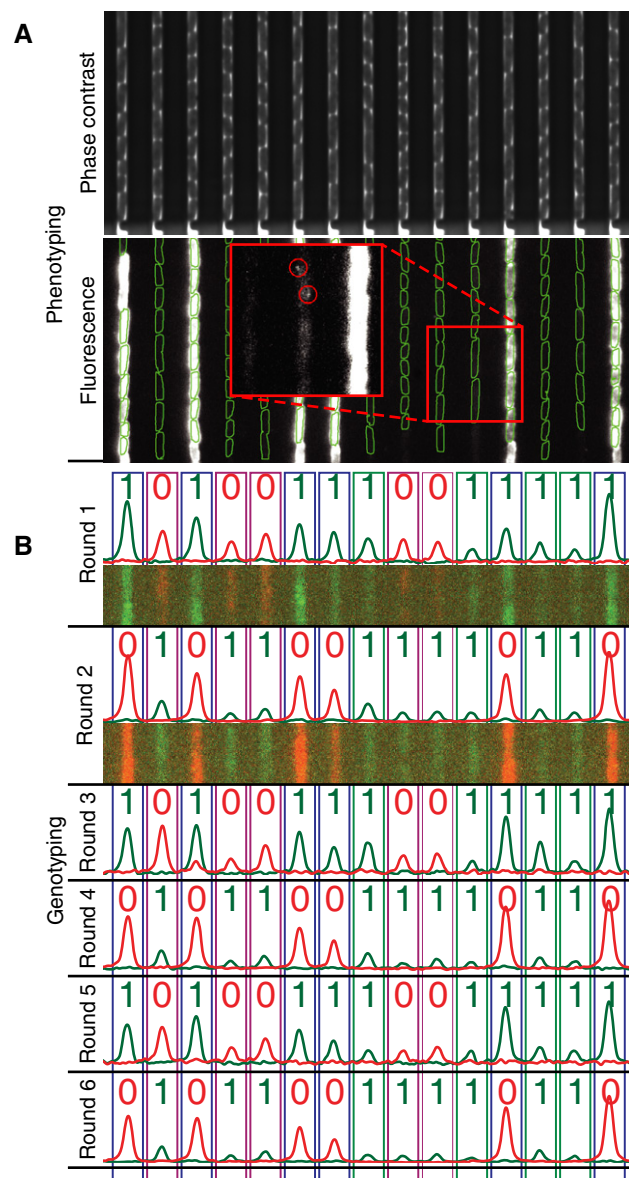 A
Phenotyping
Phase contrast
Fluorescence
B
Genotyping
Round 1
1 0 1 0 0 1 1 1 0 0 1 1 1 1 1
Round 2
0 1 0 1 1 0 0 1 1 1 1 0 1 1 0
Round 3
1 0 1 0 0 1 1 1 0 0 1 1 1 1 1
Round 4
0 1 0 1 1 0 0 1 1 1 1 0 1 1 0
Round 5
1 0 1 0 0 1 1 1 0 0 1 1 1 1 1
Round 6
0 1 0 1 1 0 0 1 1 1 1 0 1 1 0